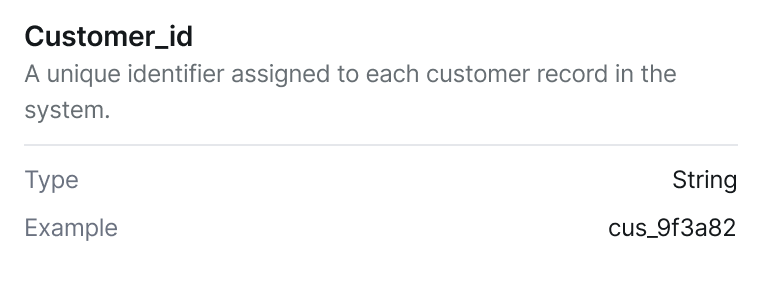 Customer_id
A unique identifier assigned to each customer record in the
system.
Type String
Example cus_9f3a82